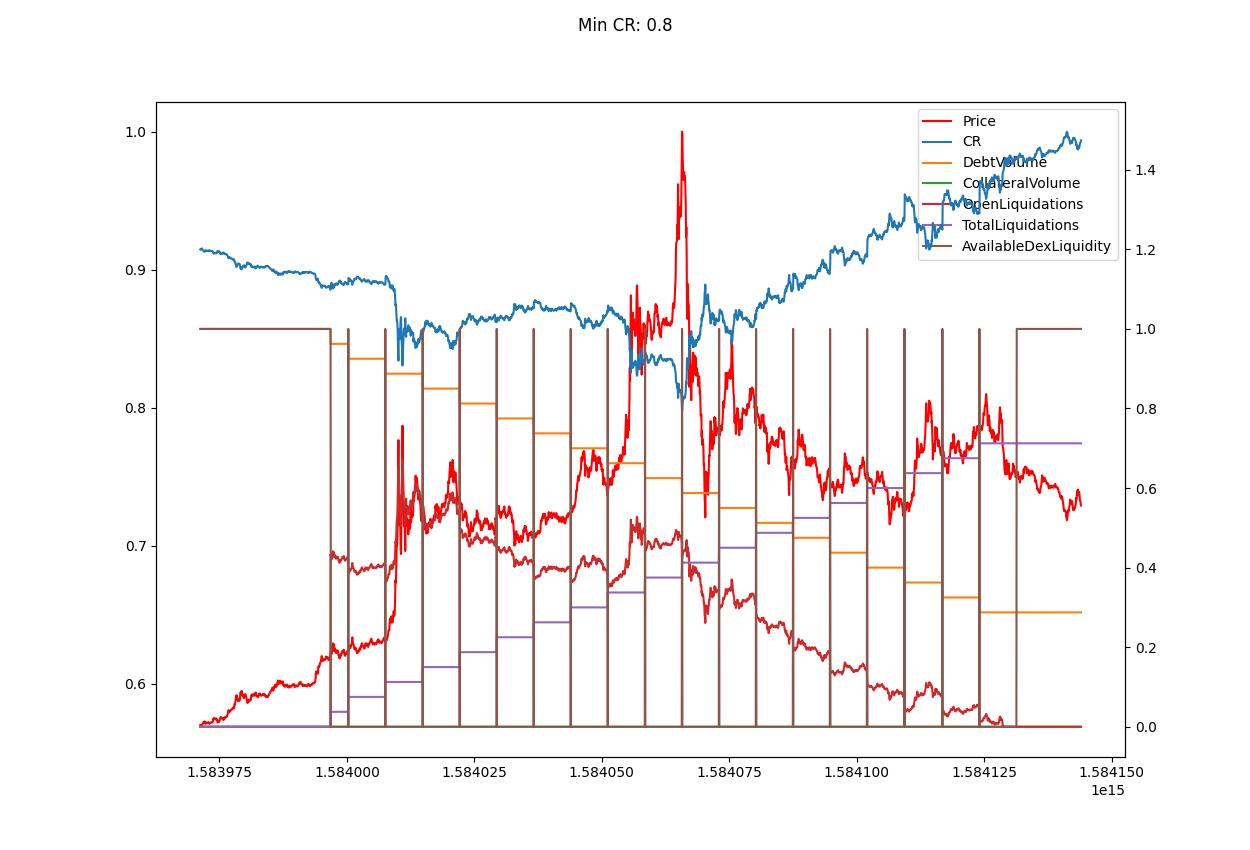 Min CR: 0.8
Price
CR
DebtVolume
CollateralVolume
OpenLiquidations
TotalLiquidations
AvailableDexLiquidity
1.0
0.9
0.8
0.7
0.6
1.4
1.2
1.0
0.8
0.6
0.4
0.2
0.0
1.583975
1.584000
1.584025
1.584050
1.584075
1.584100
1.584125
1.584150
1e15